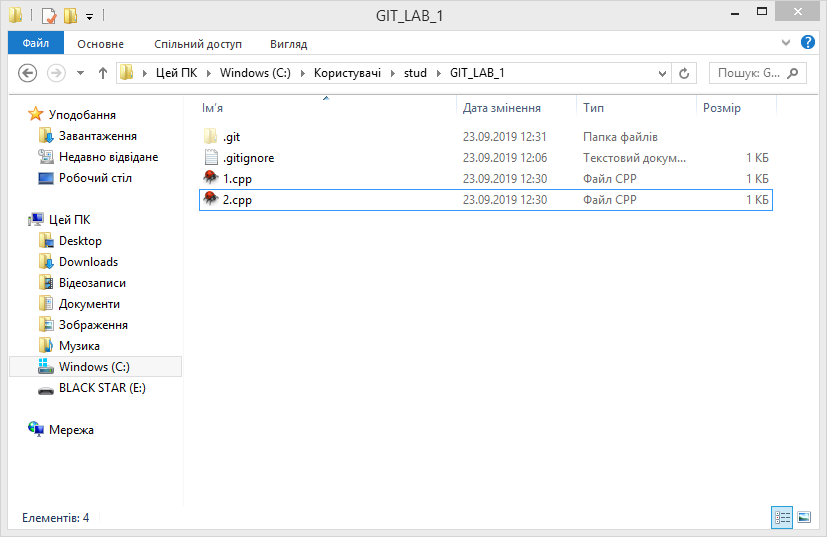 GIT_LAB_1
Файл Основне Спільний доступ Вигляд
Цей ПК Windows (C:) Користувачі stud GIT_LAB_1 Пошук: G...
Ім’я Дата змінення Тип Розмір
.git 23.09.2019 12:31 Папка файлів
.gitignore 23.09.2019 12:06 Текстовий докум... 1 КБ
1.cpp 23.09.2019 12:30 Файл CPP 1 КБ
2.cpp 23.09.2019 12:30 Файл CPP 1 КБ
Уподобання
Завантаження
Недавно відвідане
Робочий стіл
Цей ПК
Desktop
Downloads
Відеозаписи
Документи
Зображення
Музика
Windows (C:)
BLACK STAR (E:)
Мережа
Елементів: 4